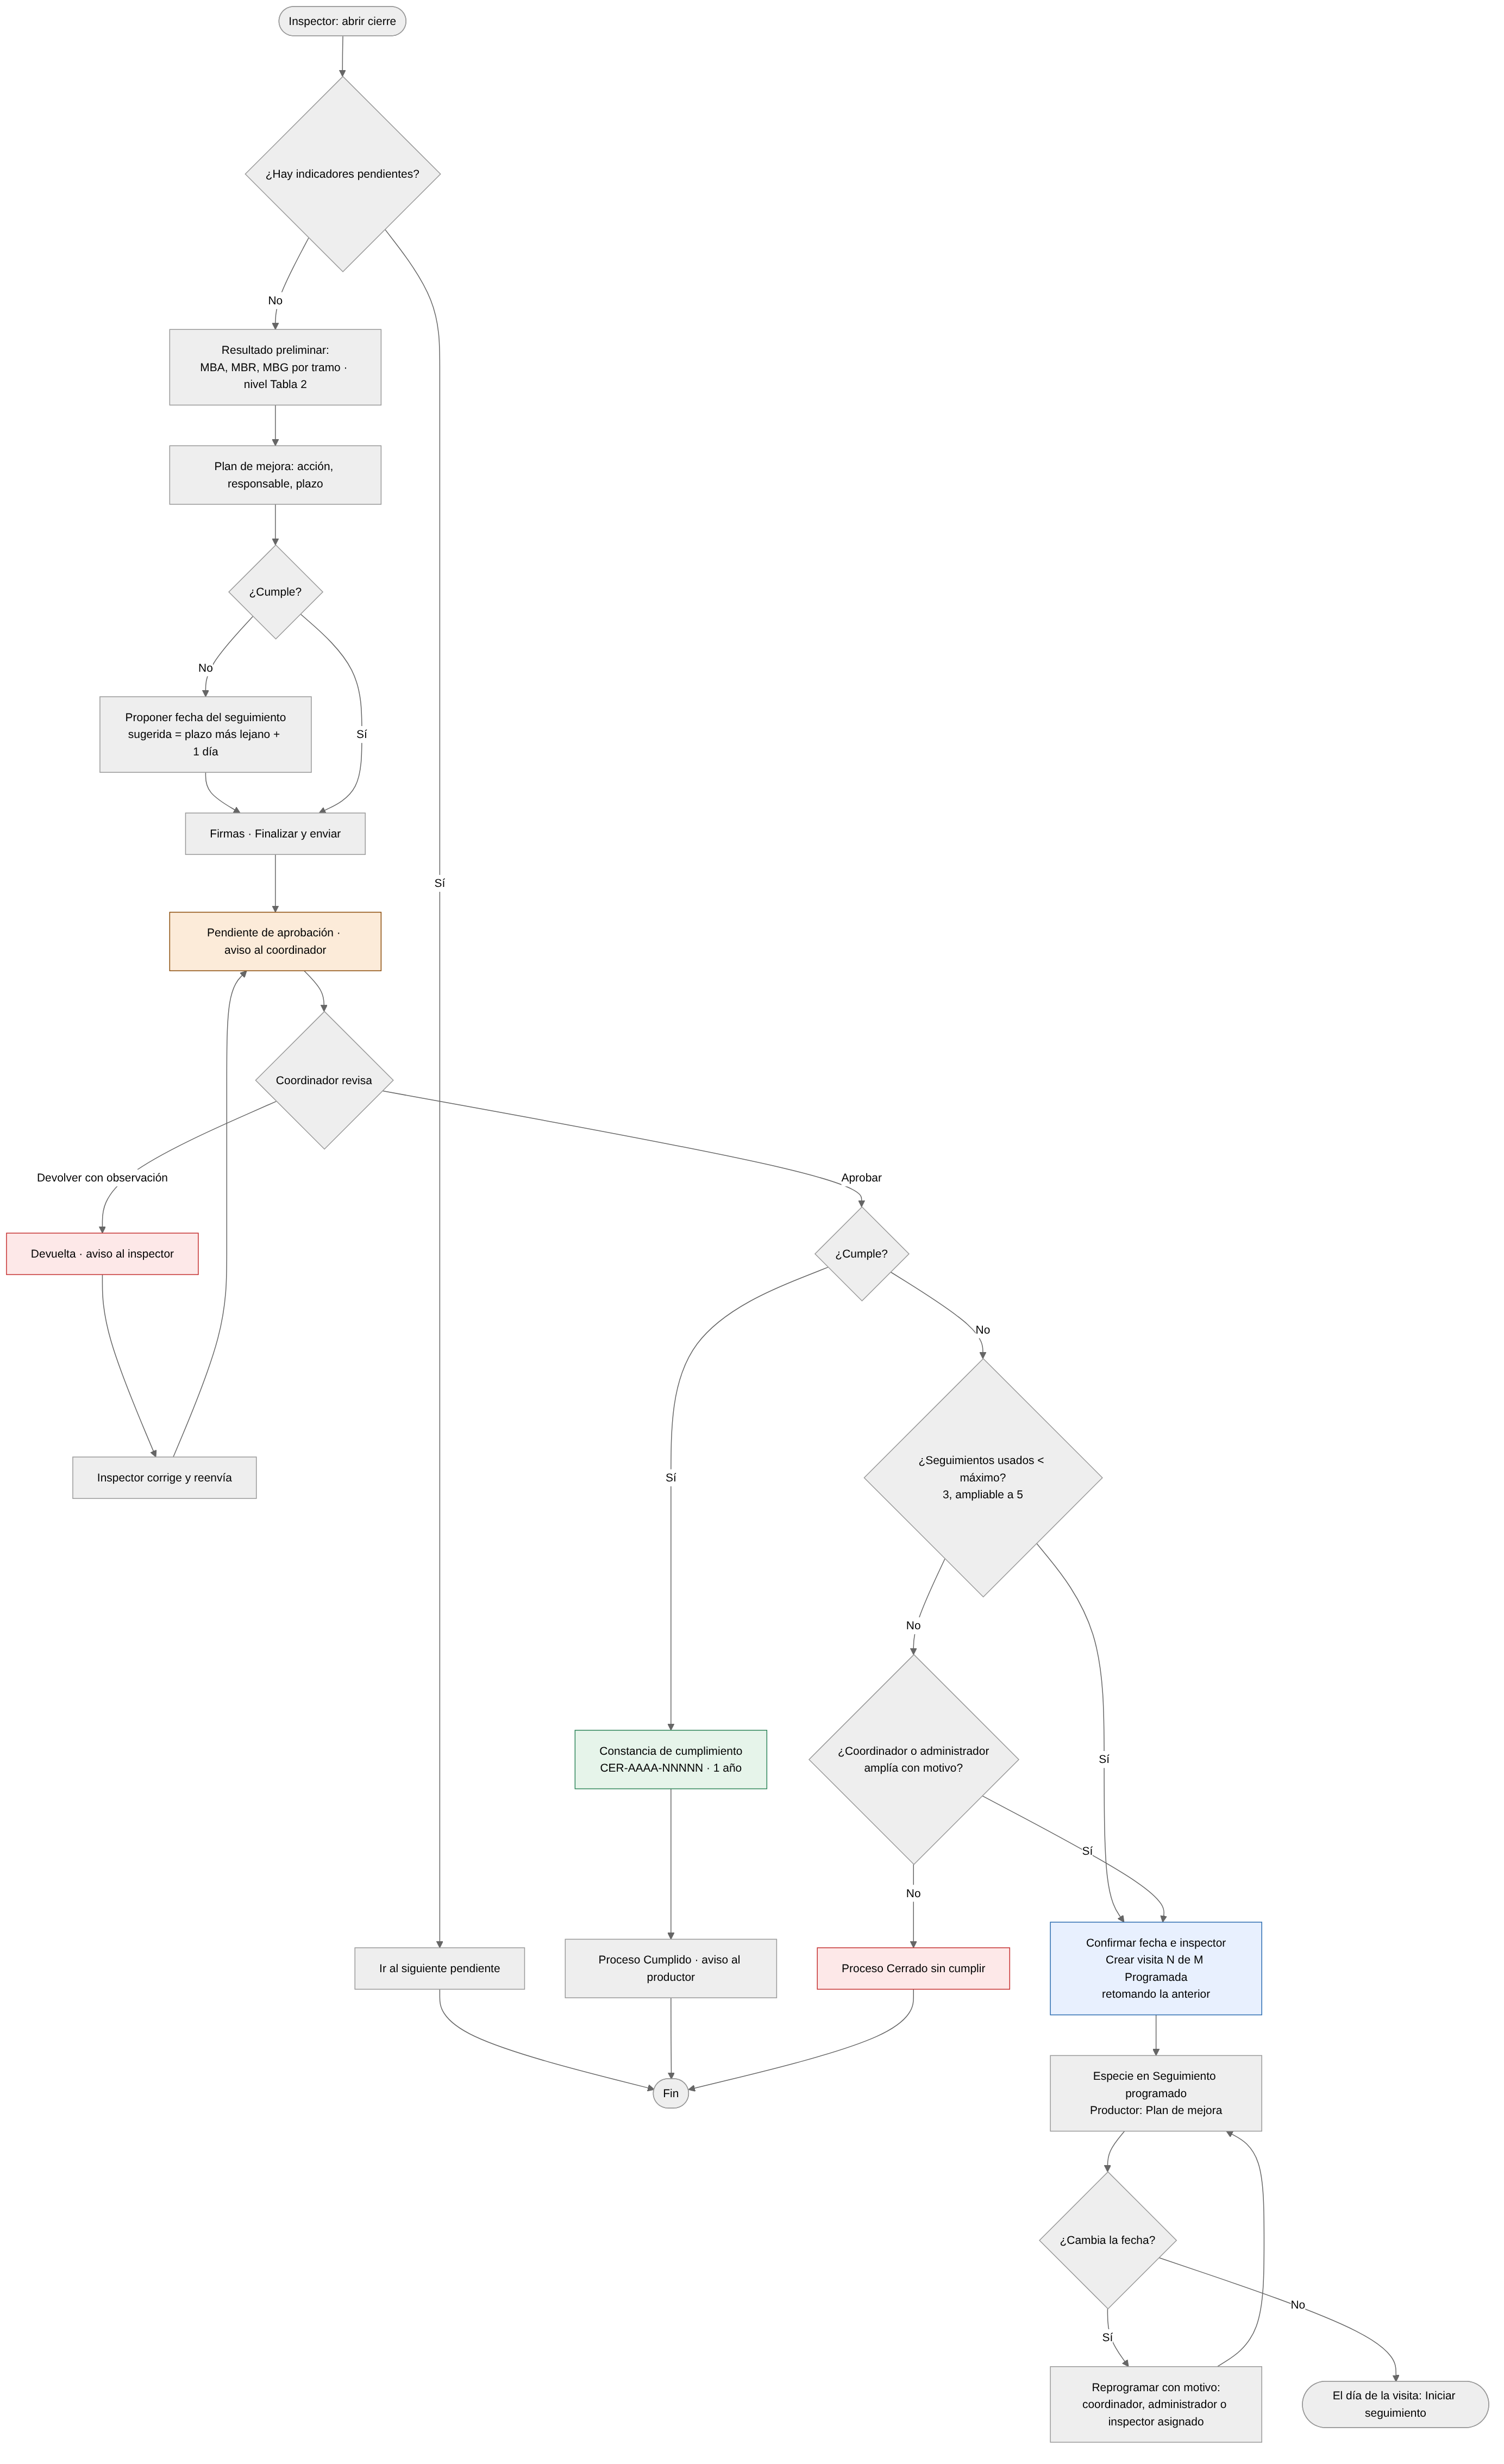 Inspector: abrir cierre
¿Hay indicadores pendientes?
No
Resultado preliminar:
MBA, MBR, MBG por tramo ·
nivel Tabla 2
Plan de mejora: acción,
responsable, plazo
¿Cumple?
No
Proponer fecha del seguimiento
sugerida = plazo más lejano +
1 día
Sí
Firmas · Finalizar y enviar
Sí
Pendiente de aprobación ·
aviso al coordinador
Coordinador revisa
Devolver con observación
Aprobar
Devuelta · aviso al inspector
¿Cumple?
No
Inspector corrige y reenvía
Sí
¿Seguimientos usados <
máximo?
3, ampliable a 5
No
Constancia de cumplimiento
CER-AAAA-NNNNN · 1 año
¿Coordinador o administrador
amplía con motivo?
Sí
Sí
No
Ir al siguiente pendiente
Proceso Cumplido · aviso al
productor
Proceso Cerrado sin cumplir
Confirmar fecha e inspector
Crear visita N de M
Programada
retomando la anterior
Fin
Especie en Seguimiento
programado
Productor: Plan de mejora
¿Cambia la fecha?
No
Sí
Reprogramar con motivo:
coordinador, administrador o
inspector asignado
El día de la visita: Iniciar
seguimiento